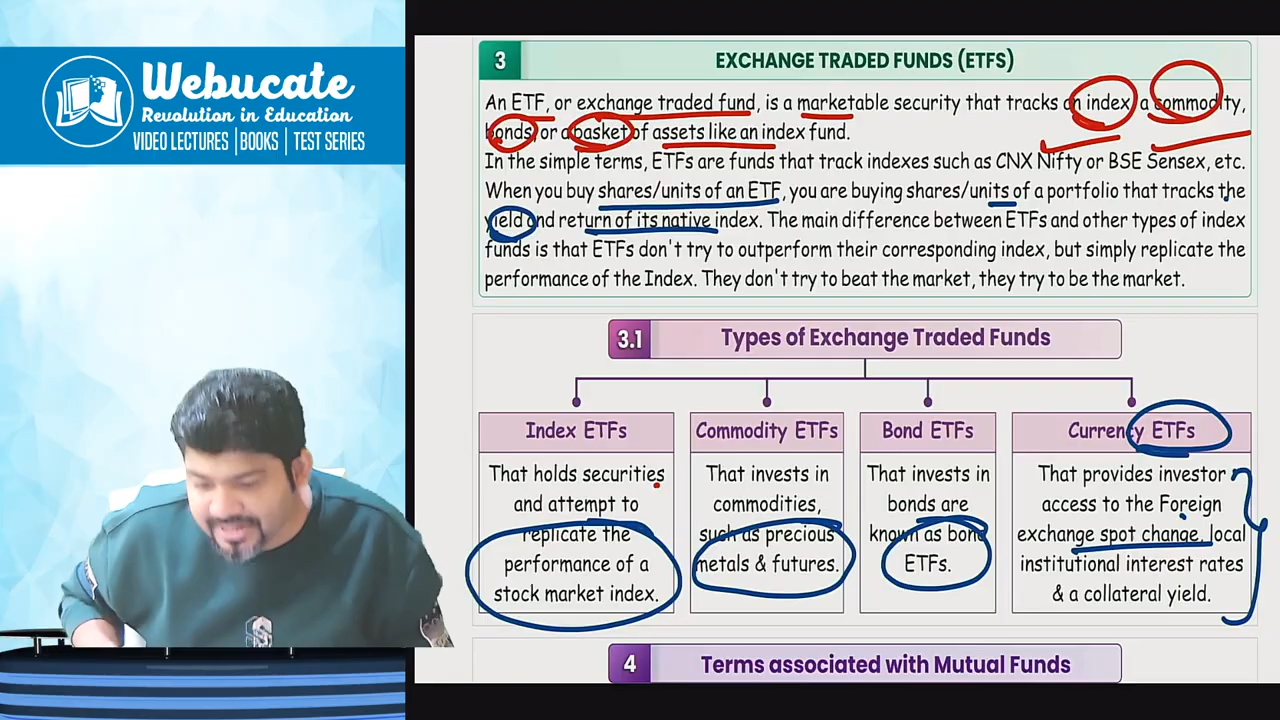 Webucate
Revolution in Education
VIDEO LECTURES | BOOKS | TEST SERIES
3 EXCHANGE TRADED FUNDS (ETFS)
An ETF, or exchange traded fund, is a marketable security that tracks an index, a commodity,
bonds, or a basket of assets like an index fund.
In the simple terms, ETFs are funds that track indexes such as CNX Nifty or BSE Sensex, etc.
When you buy shares/units of an ETF, you are buying shares/units of a portfolio that tracks the
yield and return of its native index. The main difference between ETFs and other types of index
funds is that ETFs don't try to outperform their corresponding index, but simply replicate the
performance of the Index. They don't try to beat the market, they try to be the market.
3.1 Types of Exchange Traded Funds
Index ETFs
That holds securities
and attempt to
replicate the
performance of a
stock market index.
Commodity ETFs
That invests in
commodities,
such as precious
metals & futures.
Bond ETFs
That invests in
bonds are
known as bond
ETFs.
Currency ETFs
That provides investor
access to the Foreign
exchange spot change, local
institutional interest rates
& a collateral yield.
4 Terms associated with Mutual Funds